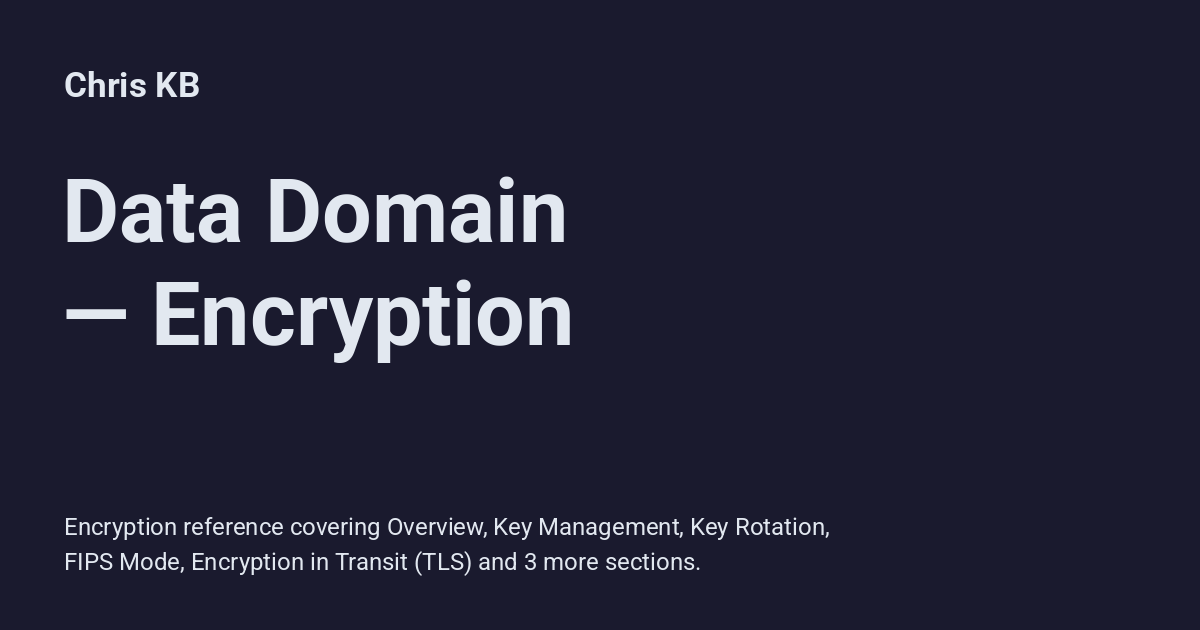 Chris KB
Data Domain
— Encryption
Encryption reference covering Overview, Key Management, Key Rotation,
FIPS Mode, Encryption in Transit (TLS) and 3 more sections.